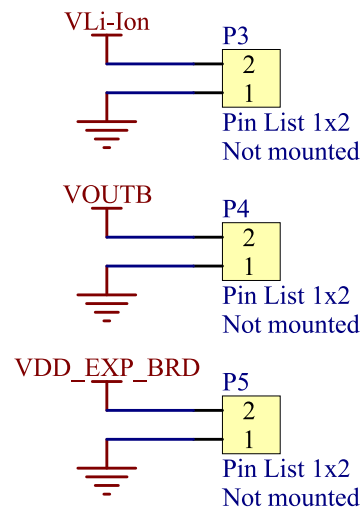 VLi-Ion
P3
2
1
Pin List 1x2
Not mounted
VOUTB
P4
2
1
Pin List 1x2
Not mounted
VDD_EXP_BRD
P5
2
1
Pin List 1x2
Not mounted